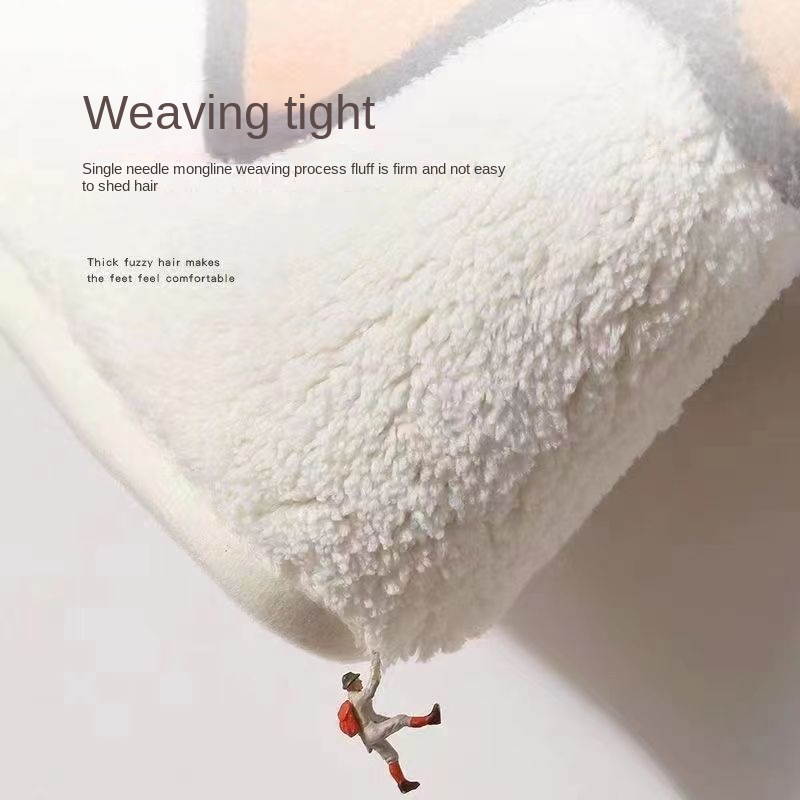 Weaving tight
Single needle mongline weaving process fluff is firm and not easy
to shed hair
Thick fuzzy hair makes
the feet feel comfortable